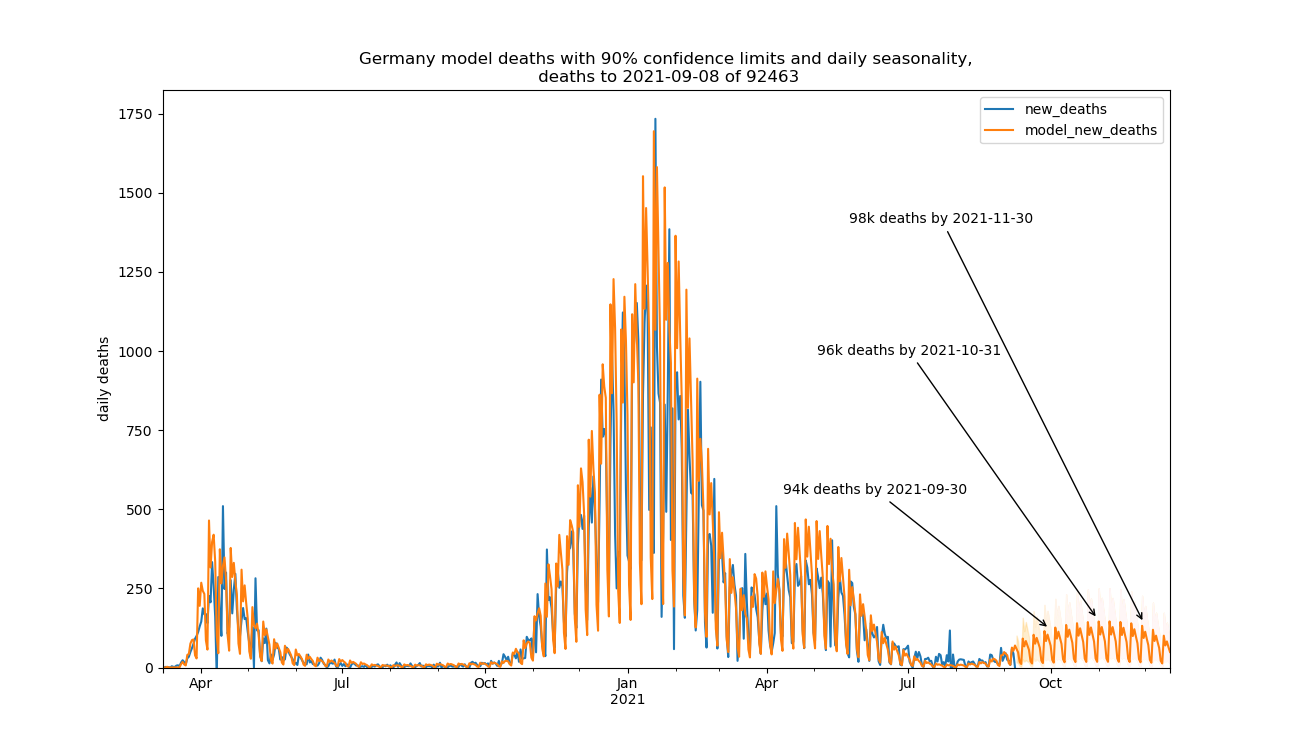 Germany model deaths with 90% confidence limits and daily seasonality,
deaths to 2021-09-08 of 92463
1750
new_deaths
model_new_deaths
1500
98k deaths by 2021-11-30
1250
1000
96k deaths by 2021-10-31
daily deaths
750
500
94k deaths by 2021-09-30
250
0
Apr
Jul
Oct
Jan
2021
Apr
Jul
Oct